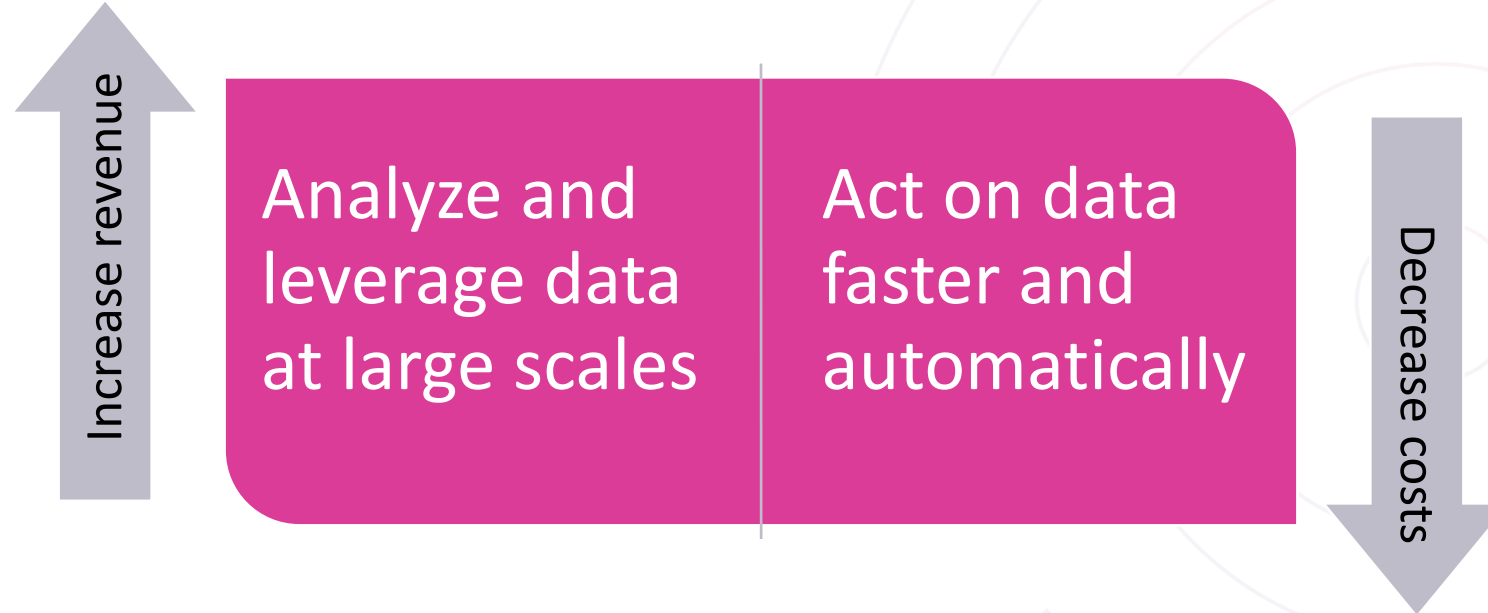 Increase revenue
Analyze and
leverage data
at large scales
Act on data
faster and
automatically
Decrease costs